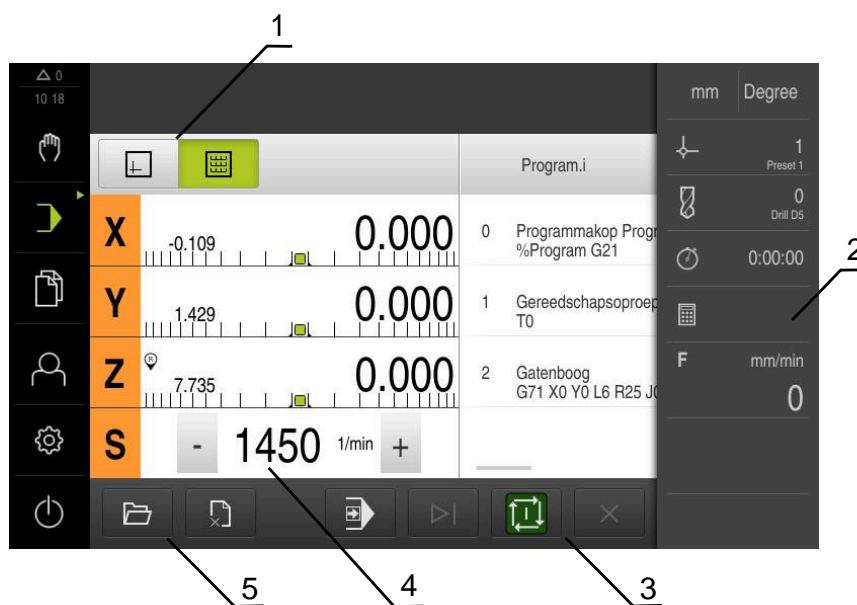 1
0
10 18
mm Degree
1
Preset 1
Program.i
0
Drill D5
X -0.109 0.000
0 Programmakop Progr
%Program G21
0:00:00
2
Y 1.429 0.000
1 Gereedschapsoproep
T0
Z R 7.735 0.000
2 Gatenboog
G71 X0 Y0 L6 R25 J0
F mm/min
0
S - 1450 1/min +
I
5 4 3